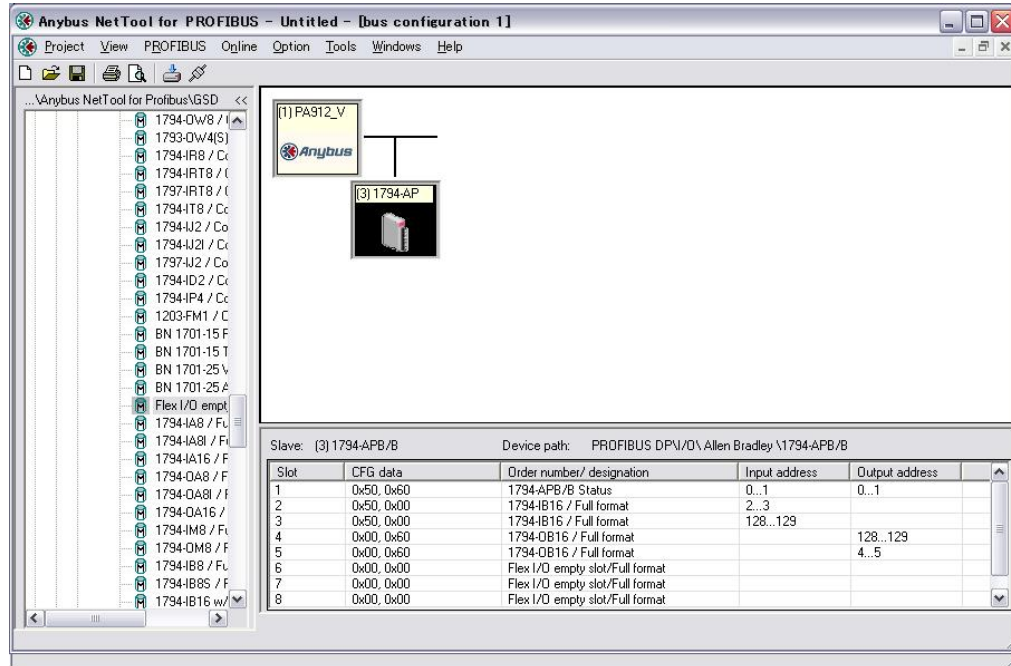 Anybus NetTool for PROFIBUS - Untitled - [bus configuration 1]
Project View PROFIBUS Online Option Tools Windows Help
...\Anybus NetTool for Profibus\GSD <<
1794-OW8 / (
1793-OW4(S)
1794-IR8 / Co
1794-IRT8 / (
1797-IRT8 / (
1794-IT8 / Co
1794-IJ2 / Co
1794-IJ2I / Co
1797-IJ2 / Co
1794-ID2 / Co
1794-IP4 / Co
1203-FM1 / C
BN 1701-15 F
BN 1701-15 T
BN 1701-25 V
BN 1701-25 A
Flex I/O empt
1794-IA8 / Fu
1794-IA8I / Fu
1794-IA16 / F
1794-OA8 / F
1794-OA8I / F
1794-OA16 /
1794-IM8 / Fu
1794-OM8 / F
1794-IB8 / Fu
1794-IB8S / F
1794-IB16 w/
(1) PA912_V
Anybus
(3) 1794-AP
Slave: (3) 1794-APB/B Device path: PROFIBUS DP\I/O\ Allen Bradley \1794-APB/B
Slot CFG data Order number/ designation Input address Output address
1 0x50, 0x60 1794-APB/B Status 0...1 0...1
2 0x50, 0x00 1794-IB16 / Full format 2...3
3 0x50, 0x00 1794-IB16 / Full format 128...129
4 0x00, 0x60 1794-OB16 / Full format 128...129
5 0x00, 0x60 1794-OB16 / Full format 4...5
6 0x00, 0x00 Flex I/O empty slot/Full format
7 0x00, 0x00 Flex I/O empty slot/Full format
8 0x00, 0x00 Flex I/O empty slot/Full format